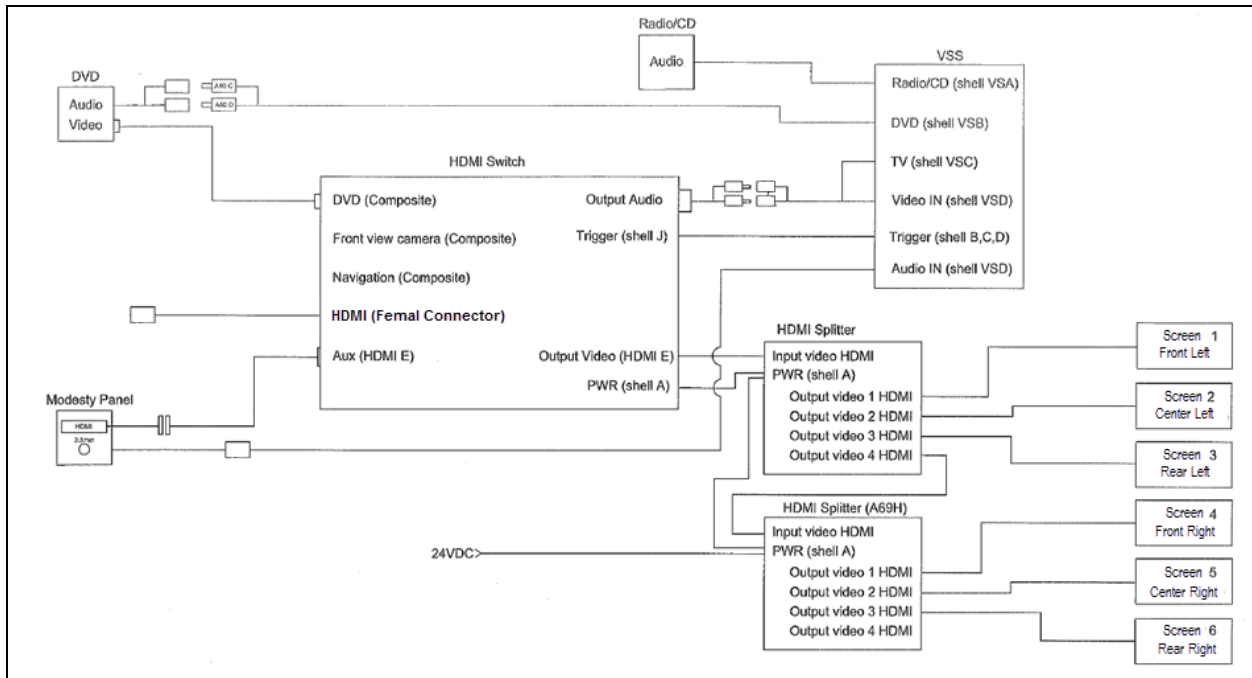 Radio/CD
Audio
DVD
Audio
Video
A60:D
VSS
Radio/CD (shell VSA)
DVD (shell VSB)
TV (shell VSC)
Video IN (shell VSD)
Trigger (shell B,C,D)
Audio IN (shell VSD)
HDMI Switch
DVD (Composite)
Output Audio
Front view camera (Composite)
Trigger (shell J)
Navigation (Composite)
HDMI (Femal Connector)
Aux (HDMI E)
Output Video (HDMI E)
PWR (shell A)
Modesty Panel
HDMI
HDMI Splitter
Input video HDMI
PWR (shell A)
Output video 1 HDMI
Output video 2 HDMI
Output video 3 HDMI
Output video 4 HDMI
HDMI Splitter (A69H)
Input video HDMI
24VDC>
PWR (shell A)
Output video 1 HDMI
Output video 2 HDMI
Output video 3 HDMI
Output video 4 HDMI
Screen 1
Front Left
Screen 2
Center Left
Screen 3
Rear Left
Screen 4
Front Right
Screen 5
Center Right
Screen 6
Rear Right